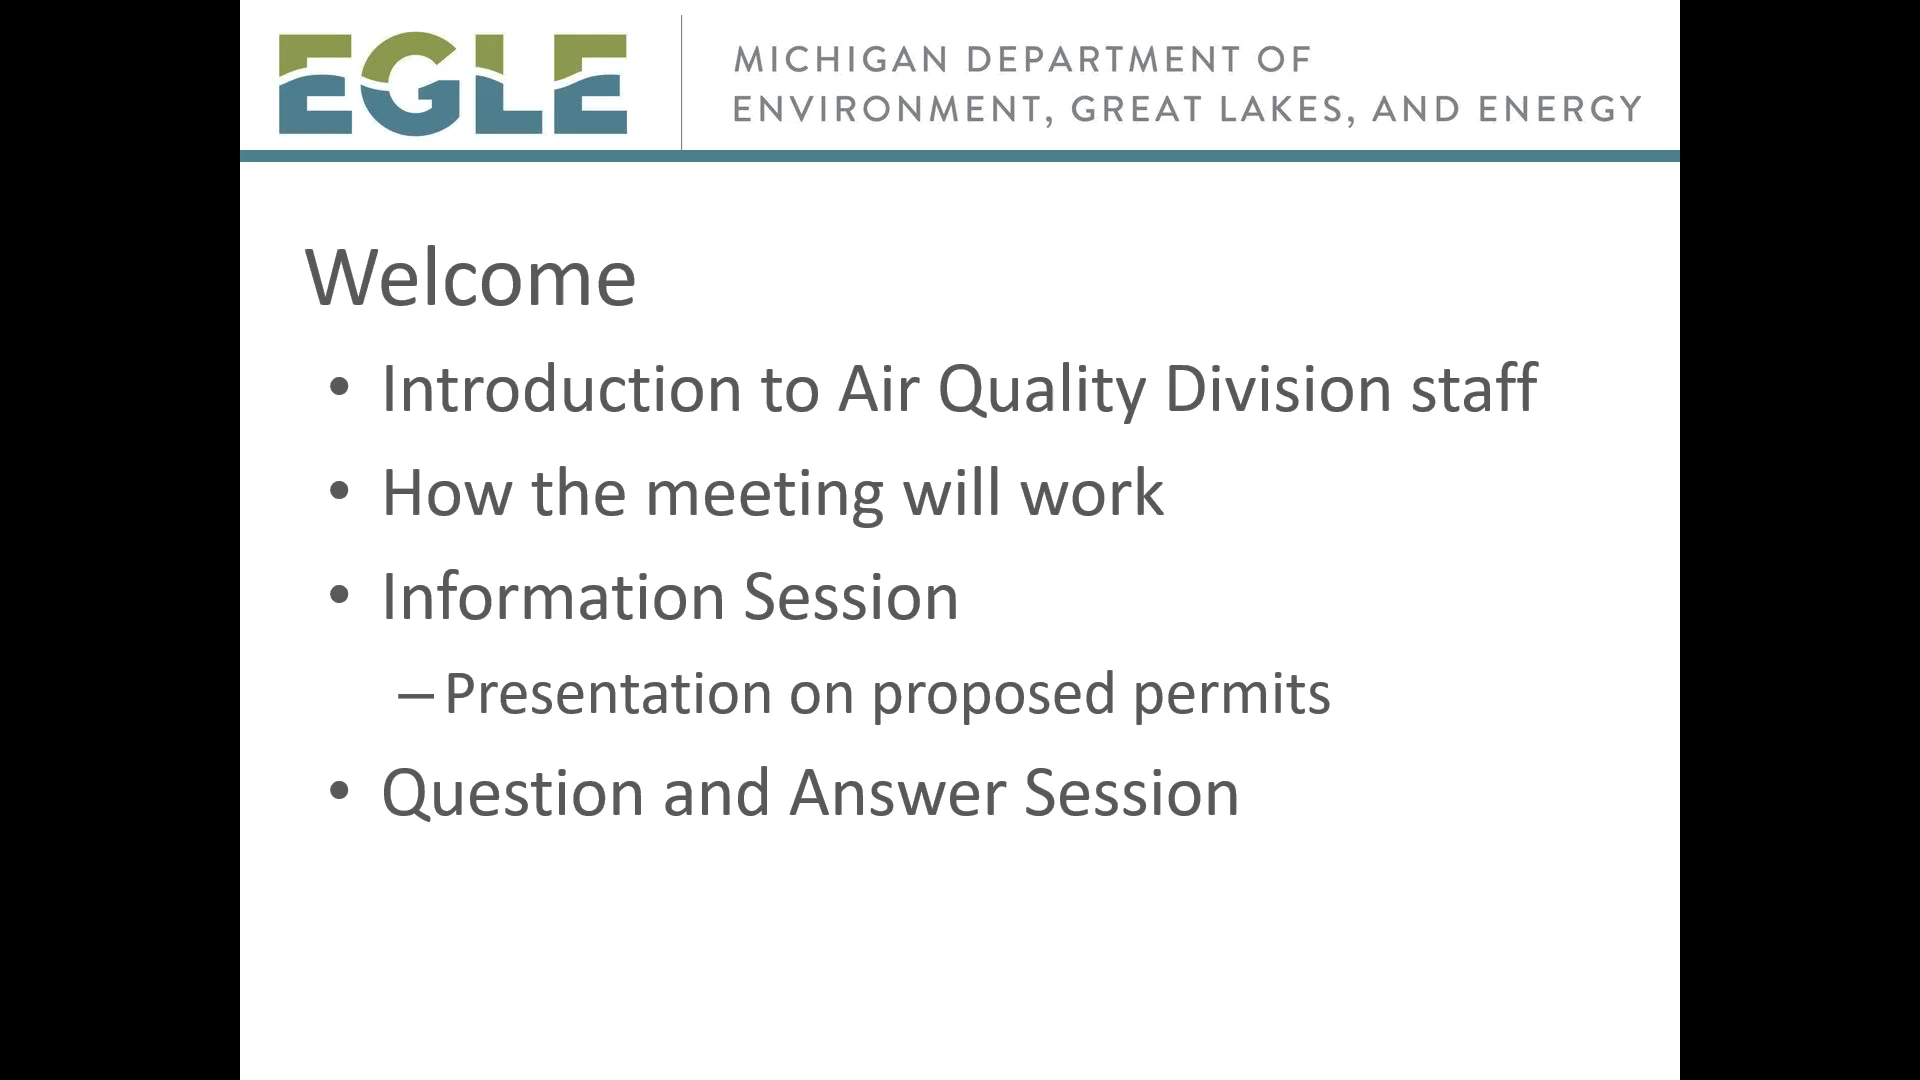 EGLE
MICHIGAN DEPARTMENT OF
ENVIRONMENT, GREAT LAKES, AND ENERGY
Welcome
• Introduction to Air Quality Division staff
• How the meeting will work
• Information Session
– Presentation on proposed permits
• Question and Answer Session